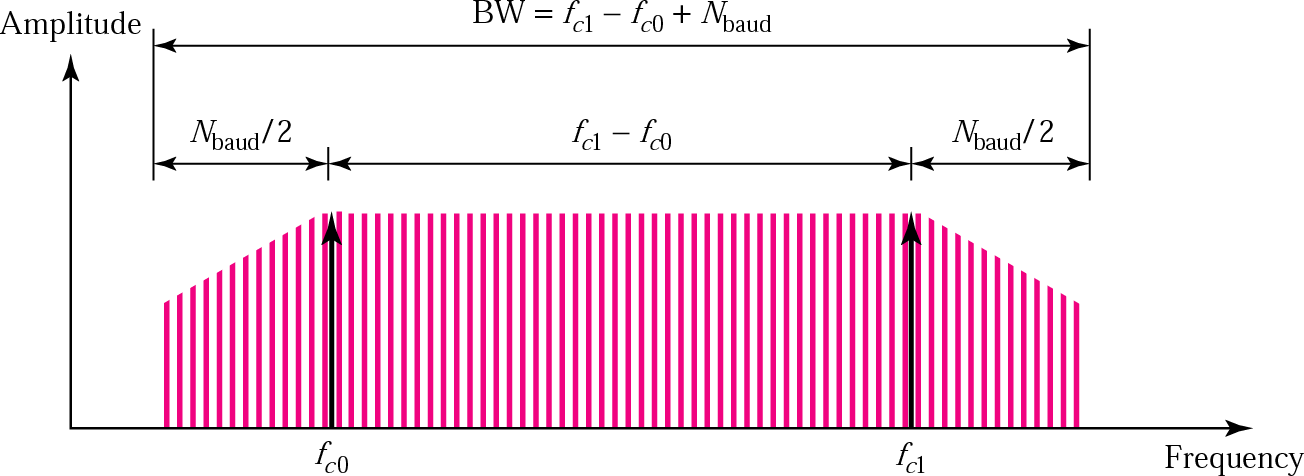 BW = fc1 – fc0 + Nbaud
Amplitude
Nbaud/2
fc1 – fc0
Nbaud/2
fc0
fc1
Frequency